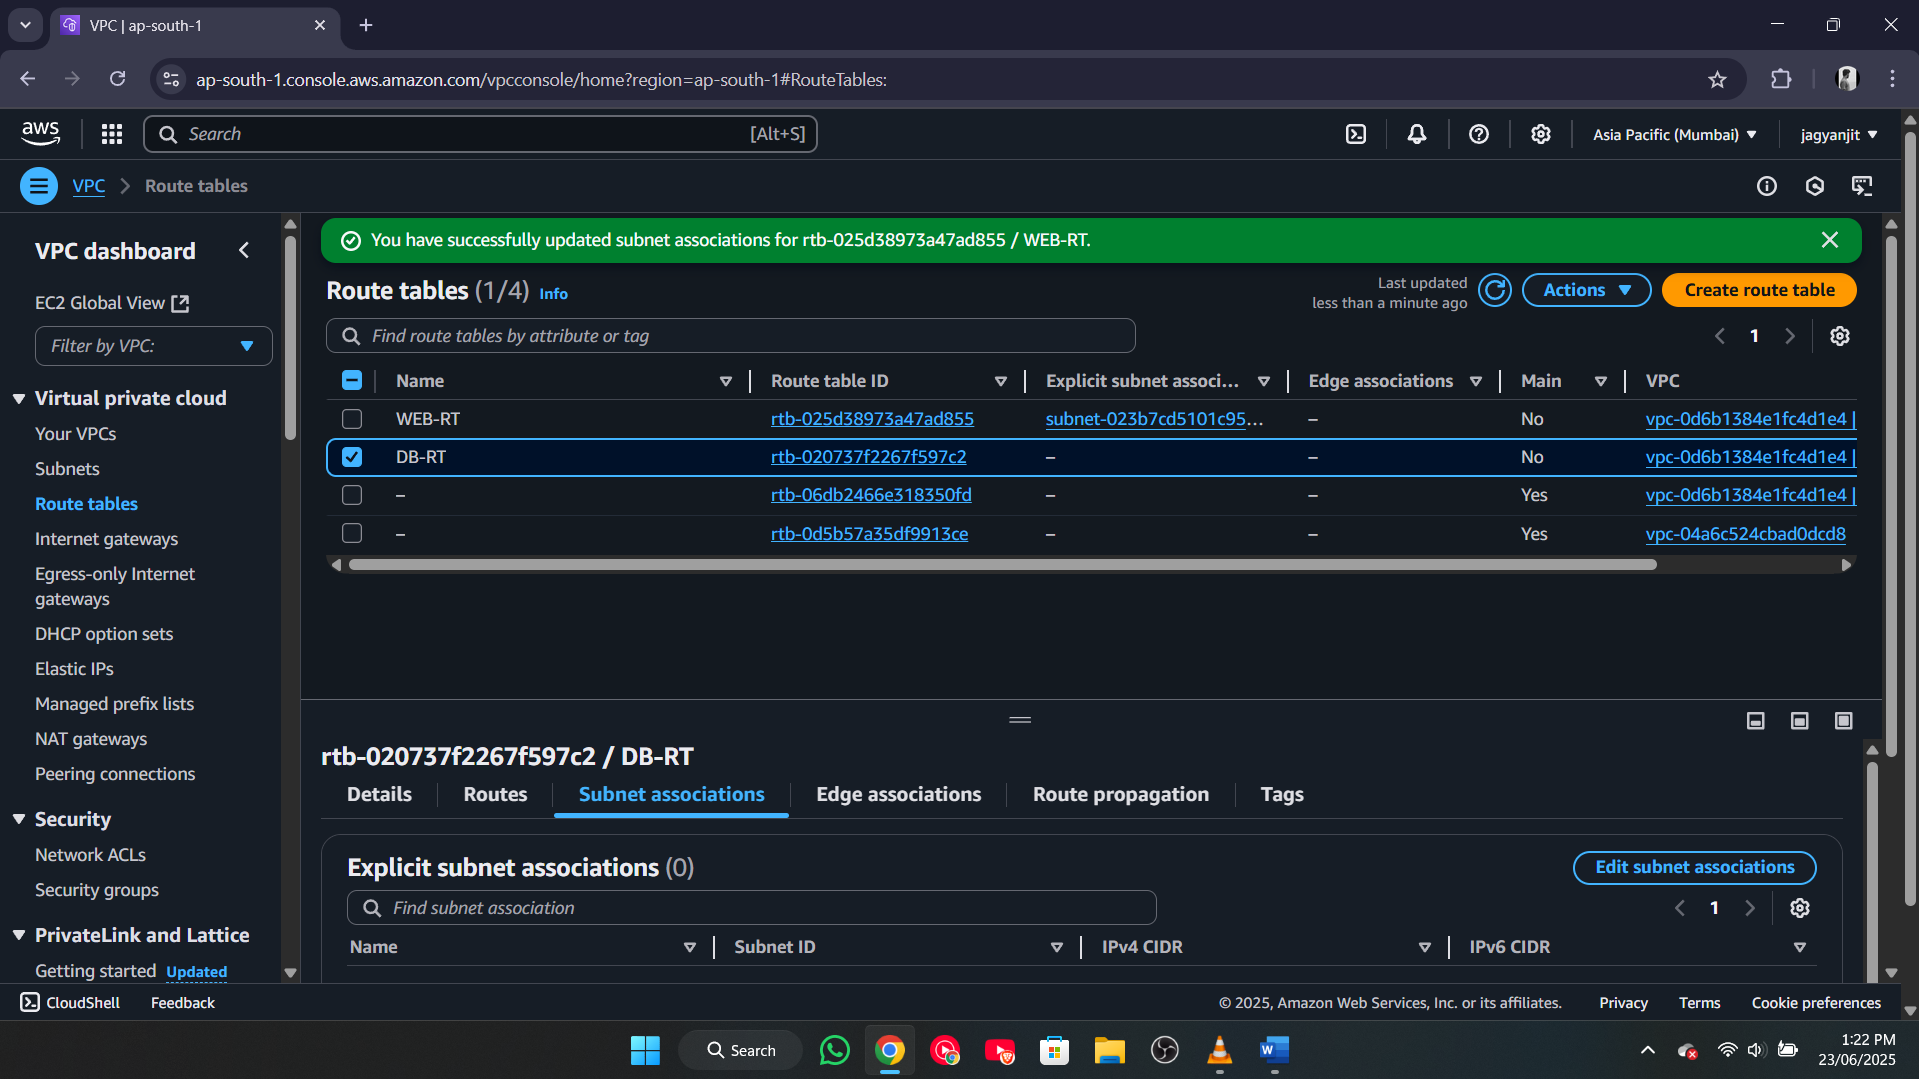 VPC | ap-south-1
ap-south-1.console.aws.amazon.com/vpcconsole/home?region=ap-south-1#RouteTables:
aws
Search
[Alt+S]
Asia Pacific (Mumbai)
jagyanjit
VPC
Route tables
VPC dashboard
EC2 Global View
Filter by VPC:
Virtual private cloud
Your VPCs
Subnets
Route tables
Internet gateways
Egress-only Internet
gateways
DHCP option sets
Elastic IPs
Managed prefix lists
NAT gateways
Peering connections
Security
Network ACLs
Security groups
PrivateLink and Lattice
Getting started Updated
You have successfully updated subnet associations for rtb-025d38973a47ad855 / WEB-RT.
Route tables (1/4) Info
Last updated
less than a minute ago
Actions
Create route table
Find route tables by attribute or tag
1
Name Route table ID Explicit subnet associ... Edge associations Main VPC
WEB-RT rtb-025d38973a47ad855 subnet-023b7cd5101c95... – No vpc-0d6b1384e1fc4d1e4 |
DB-RT rtb-020737f2267f597c2 – – No vpc-0d6b1384e1fc4d1e4 |
– rtb-06db2466e318350fd – – Yes vpc-0d6b1384e1fc4d1e4 |
– rtb-0d5b57a35df9913ce – – Yes vpc-04a6c524cbad0dcd8
rtb-020737f2267f597c2 / DB-RT
Details Routes Subnet associations Edge associations Route propagation Tags
Explicit subnet associations (0)
Edit subnet associations
Find subnet association
1
Name Subnet ID IPv4 CIDR IPv6 CIDR
CloudShell Feedback
© 2025, Amazon Web Services, Inc. or its affiliates. Privacy Terms Cookie preferences
Search
1:22 PM
23/06/2025